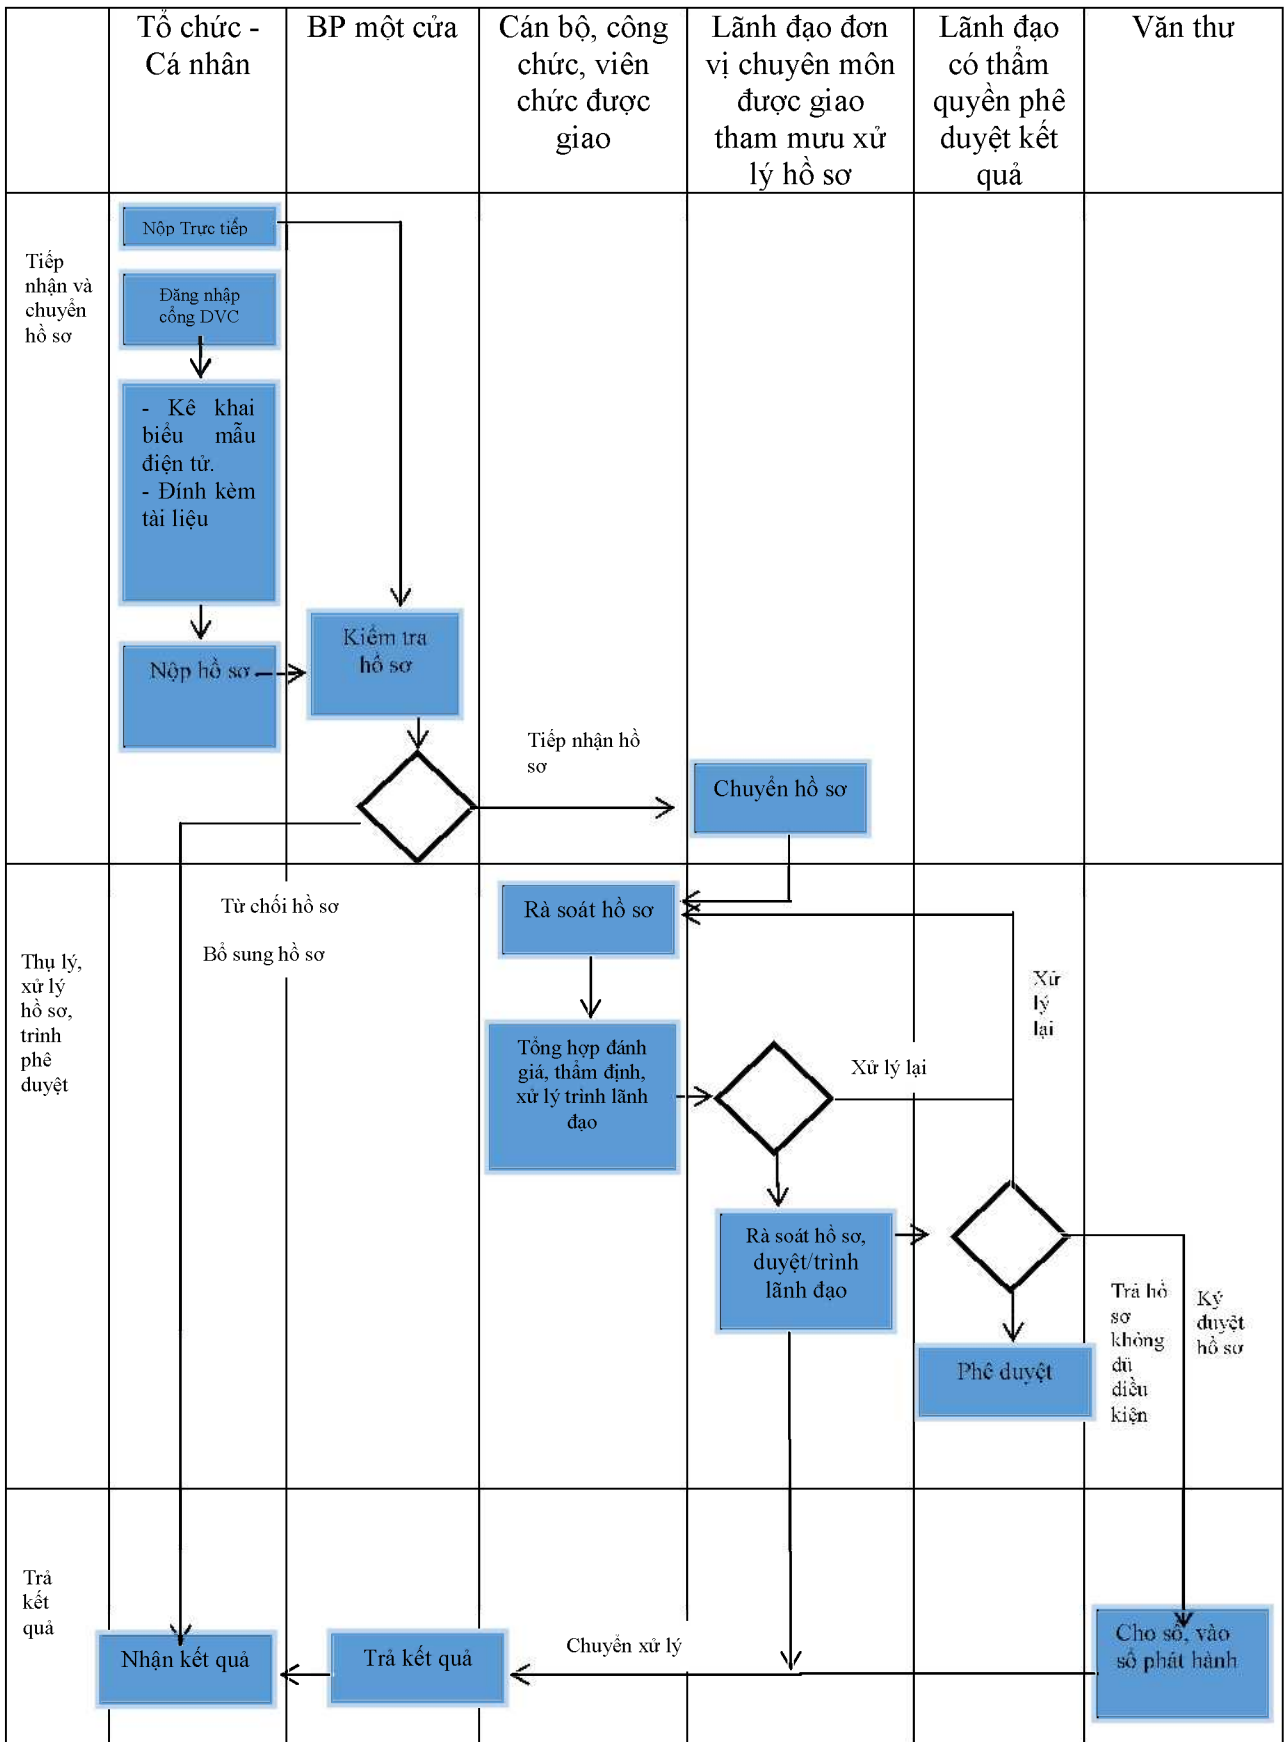 Tổ chức -
Cá nhân
BP một cửa
Cán bộ, công
chức, viên
chức được
giao
Lãnh đạo đơn
vị chuyên môn
được giao
tham mưu xử
lý hồ sơ
Lãnh đạo
có thẩm
quyền phê
duyệt kết
quả
Văn thư
Tiếp
nhận và
chuyển
hồ sơ
Nộp Trực tiếp
Đăng nhập
cổng DVC
- Kê khai
biểu mẫu
điện tử.
- Đính kèm
tài liệu
Nộp hồ sơ
Kiểm tra
hồ sơ
Tiếp nhận hồ
sơ
Chuyển hồ sơ
Thụ lý,
xử lý
hồ sơ,
trình
phê
duyệt
Từ chối hồ sơ
Bổ sung hồ sơ
Rà soát hồ sơ
Tổng hợp đánh
giá, thẩm định,
xử lý trình lãnh
đạo
Xử lý lại
Xử
lý
lại
Rà soát hồ sơ,
duyệt/trình
lãnh đạo
Phê duyệt
Trả hồ
sơ
không
đủ
điều
kiện
Ký
duyệt
hồ sơ
Trả
kết
quả
Nhận kết quả
Trả kết quả
Chuyển xử lý
Cho số, vào
sổ phát hành